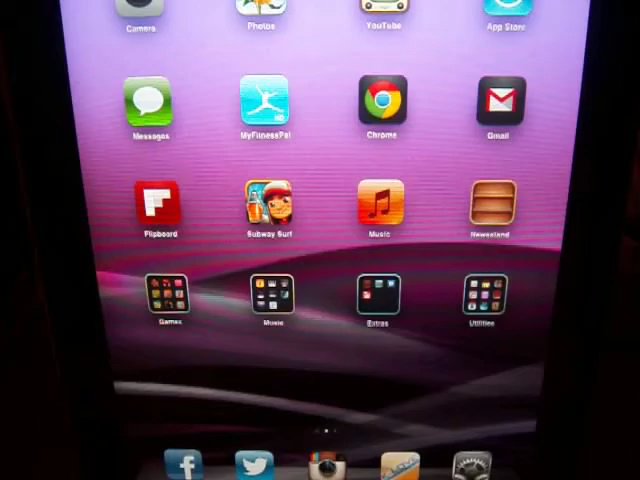 Camera Photos YouTube App Store
Messages MyFitnessPal Chrome Gmail
Flipboard Subway Surf Music Newsstand
Games Music Extras Utilities